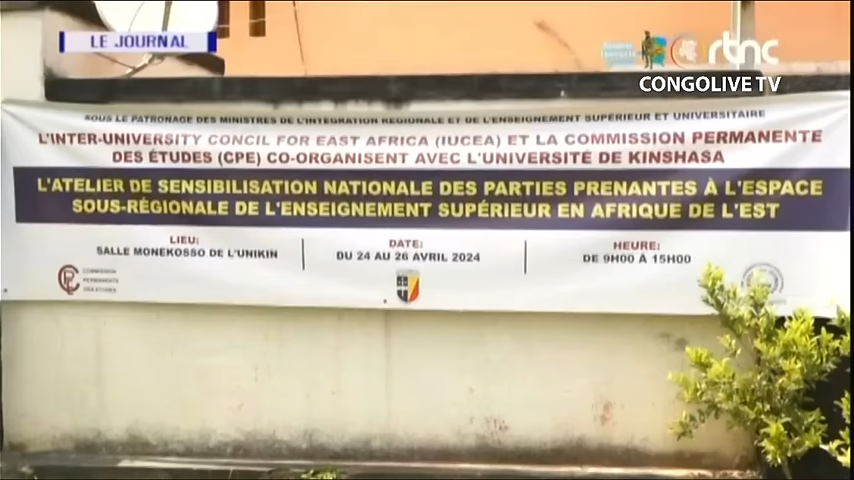 LE JOURNAL
rtnc
CONGOLIVE TV
SOUS LE PATRONAGE DES MINISTRES DE L'INTEGRATION REGIONALE ET DE L'ENSEIGNEMENT SUPÉRIEUR ET UNIVERSITAIRE
L'INTER-UNIVERSITY CONCIL FOR EAST AFRICA (IUCEA) ET LA COMMISSION PERMANENTE
DES ÉTUDES (CPE) CO-ORGANISENT AVEC L'UNIVERSITÉ DE KINSHASA
L'ATELIER DE SENSIBILISATION NATIONALE DES PARTIES PRENANTES À L'ESPACE
SOUS-RÉGIONALE DE L'ENSEIGNEMENT SUPÉRIEUR EN AFRIQUE DE L'EST
LIEU:
SALLE MONEKOSSO DE L'UNIKIN
DATE:
DU 24 AU 26 AVRIL 2024
HEURE:
DE 9H00 À 15H00
COMMISSION
PERMANENTE
DES ÉTUDES